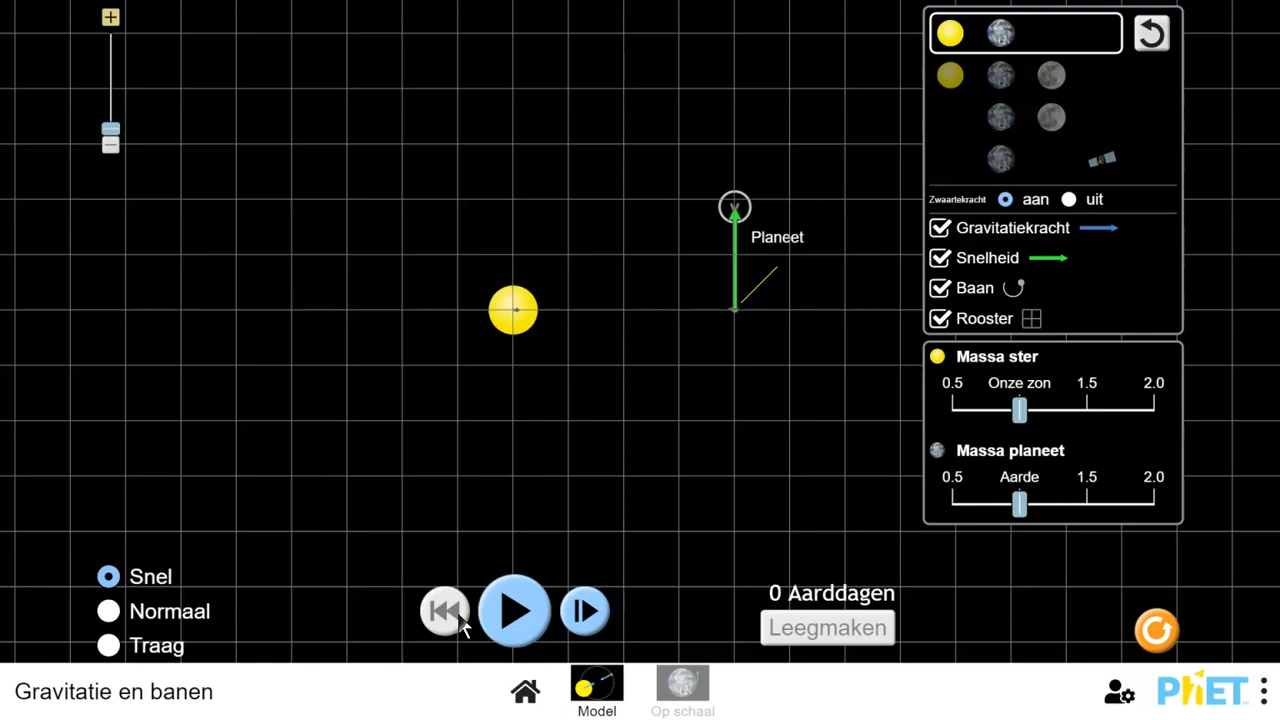 +
−
v
Planeet
Zwaartekracht aan uit
Gravitatiekracht
Snelheid
Baan
Rooster
Massa ster
0.5 Onze zon 1.5 2.0
Massa planeet
0.5 Aarde 1.5 2.0
Snel
Normaal
Traag
0 Aarddagen
Leegmaken
Gravitatie en banen
Model
Op schaal
PhET